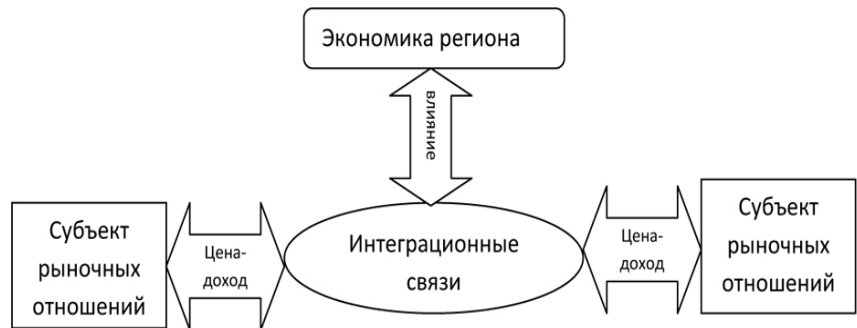 Экономика региона
влияние
Субъект
рыночных
отношений
Цена-
доход
Интеграционные
связи
Цена-
доход
Субъект
рыночных
отношений